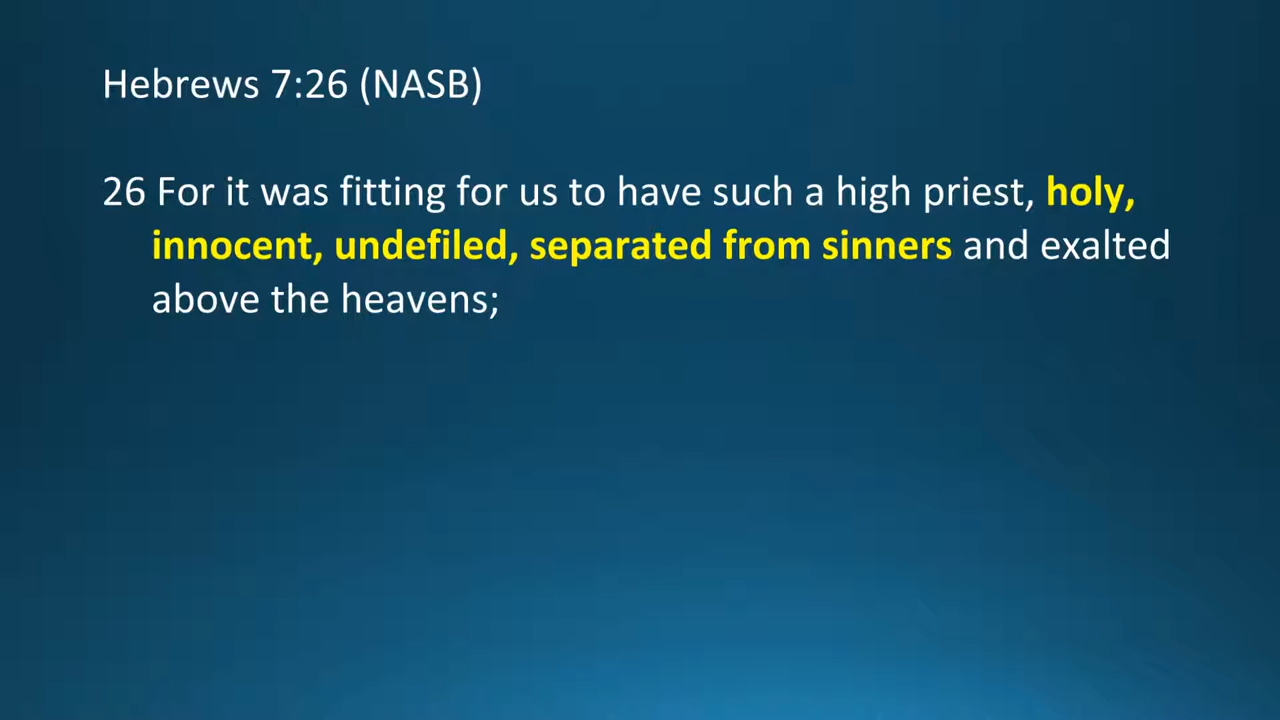 Hebrews 7:26 (NASB)
26 For it was fitting for us to have such a high priest, holy,
innocent, undefiled, separated from sinners and exalted
above the heavens;